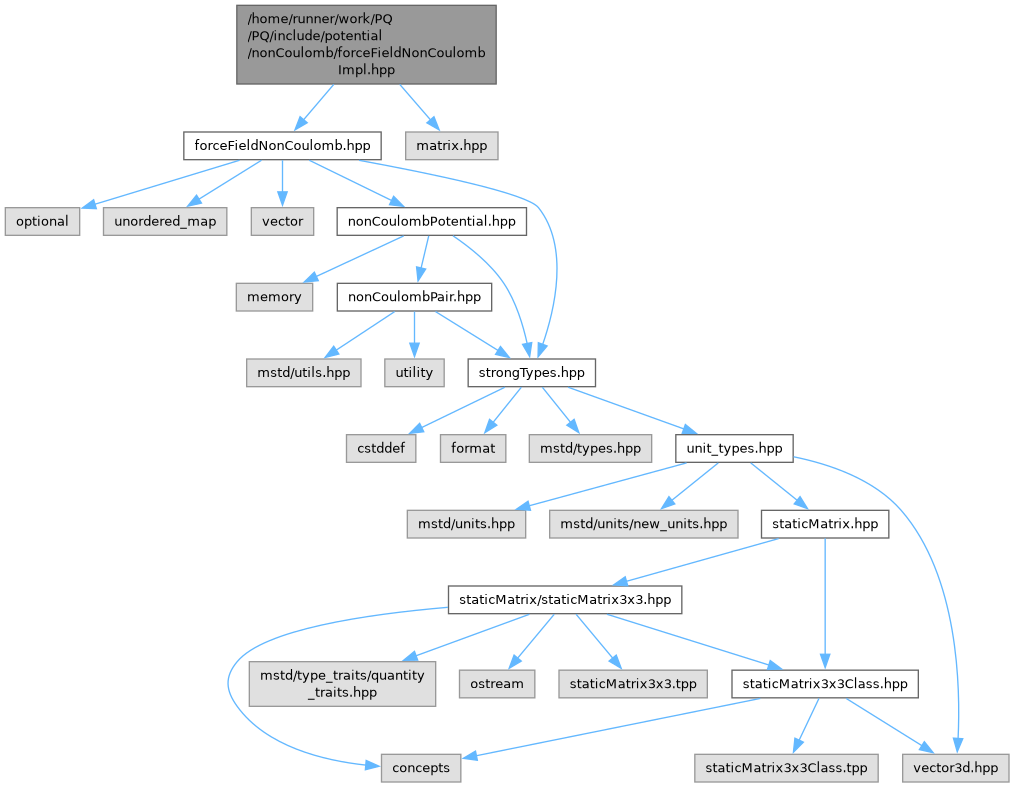 /home/runner/work/PQ
/PQ/include/potential
/nonCoulomb/forceFieldNonCoulomb
Impl.hpp
forceFieldNonCoulomb.hpp
matrix.hpp
optional
unordered_map
vector
nonCoulombPotential.hpp
memory
nonCoulombPair.hpp
mstd/utils.hpp
utility
strongTypes.hpp
cstddef
format
mstd/types.hpp
unit_types.hpp
mstd/units.hpp
mstd/units/new_units.hpp
staticMatrix.hpp
staticMatrix/staticMatrix3x3.hpp
mstd/type_traits/quantity
_traits.hpp
ostream
staticMatrix3x3.tpp
staticMatrix3x3Class.hpp
concepts
staticMatrix3x3Class.tpp
vector3d.hpp